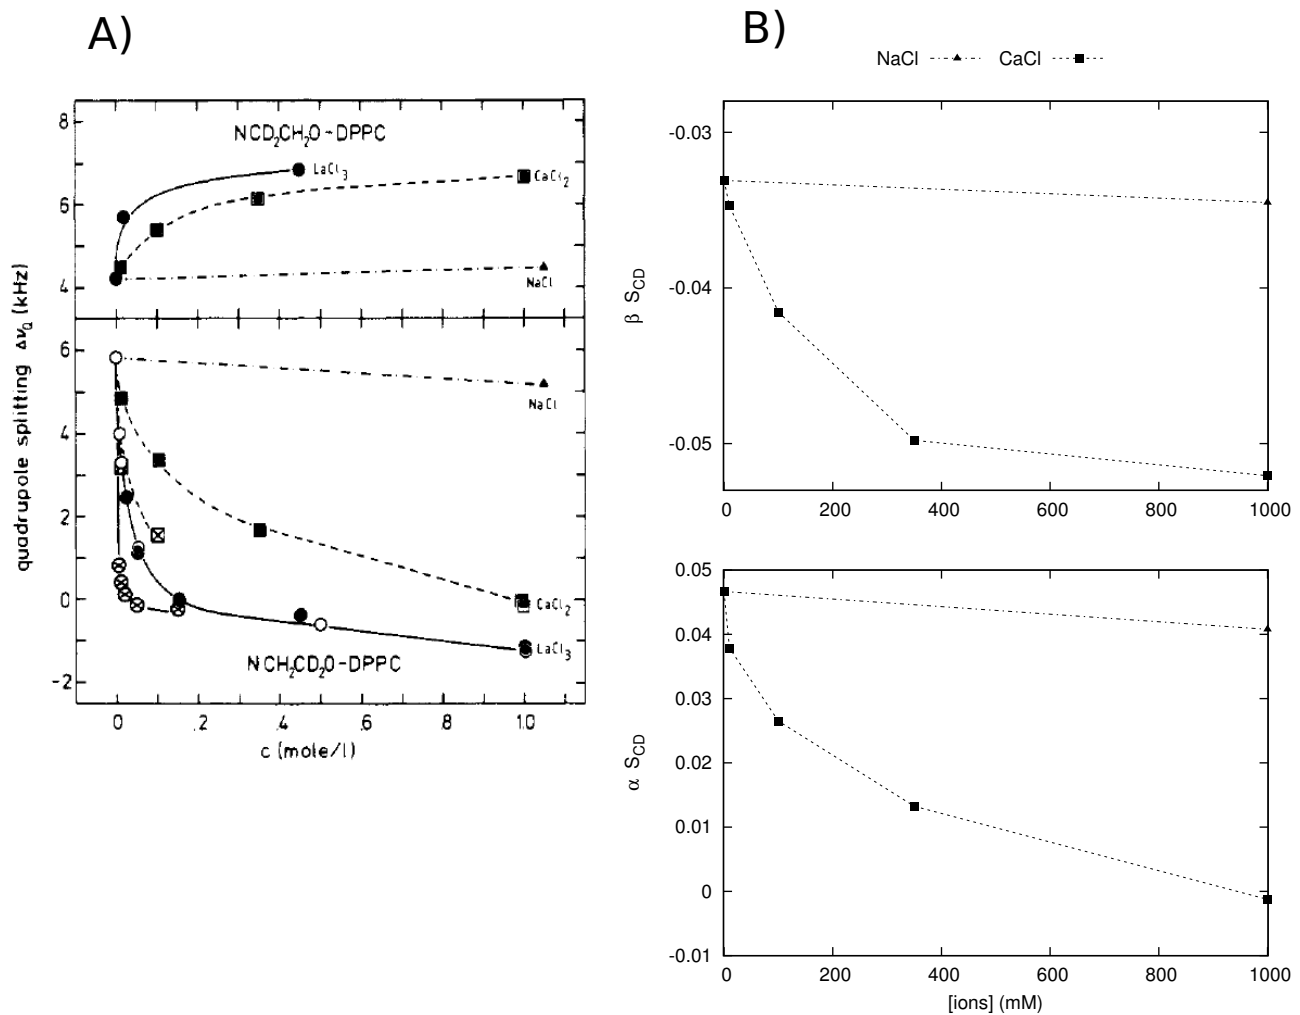 A)
8
6
4
NCD₂CH₂O-DPPC
LaCl₃
CaCl₂
NaCl
quadrupole splitting Δν_Q (kHz)
6
4
2
0
-2
NaCl
CaCl₂
LaCl₃
NCH₂CD₂O-DPPC
0 .2 .4 .6 .8 1.0
c (mole/l)
B)
NaCl CaCl
-0.03
-0.04
-0.05
β S_CD
0 200 400 600 800 1000
0.05
0.04
0.03
0.02
0.01
0
-0.01
α S_CD
0 200 400 600 800 1000
[ions] (mM)